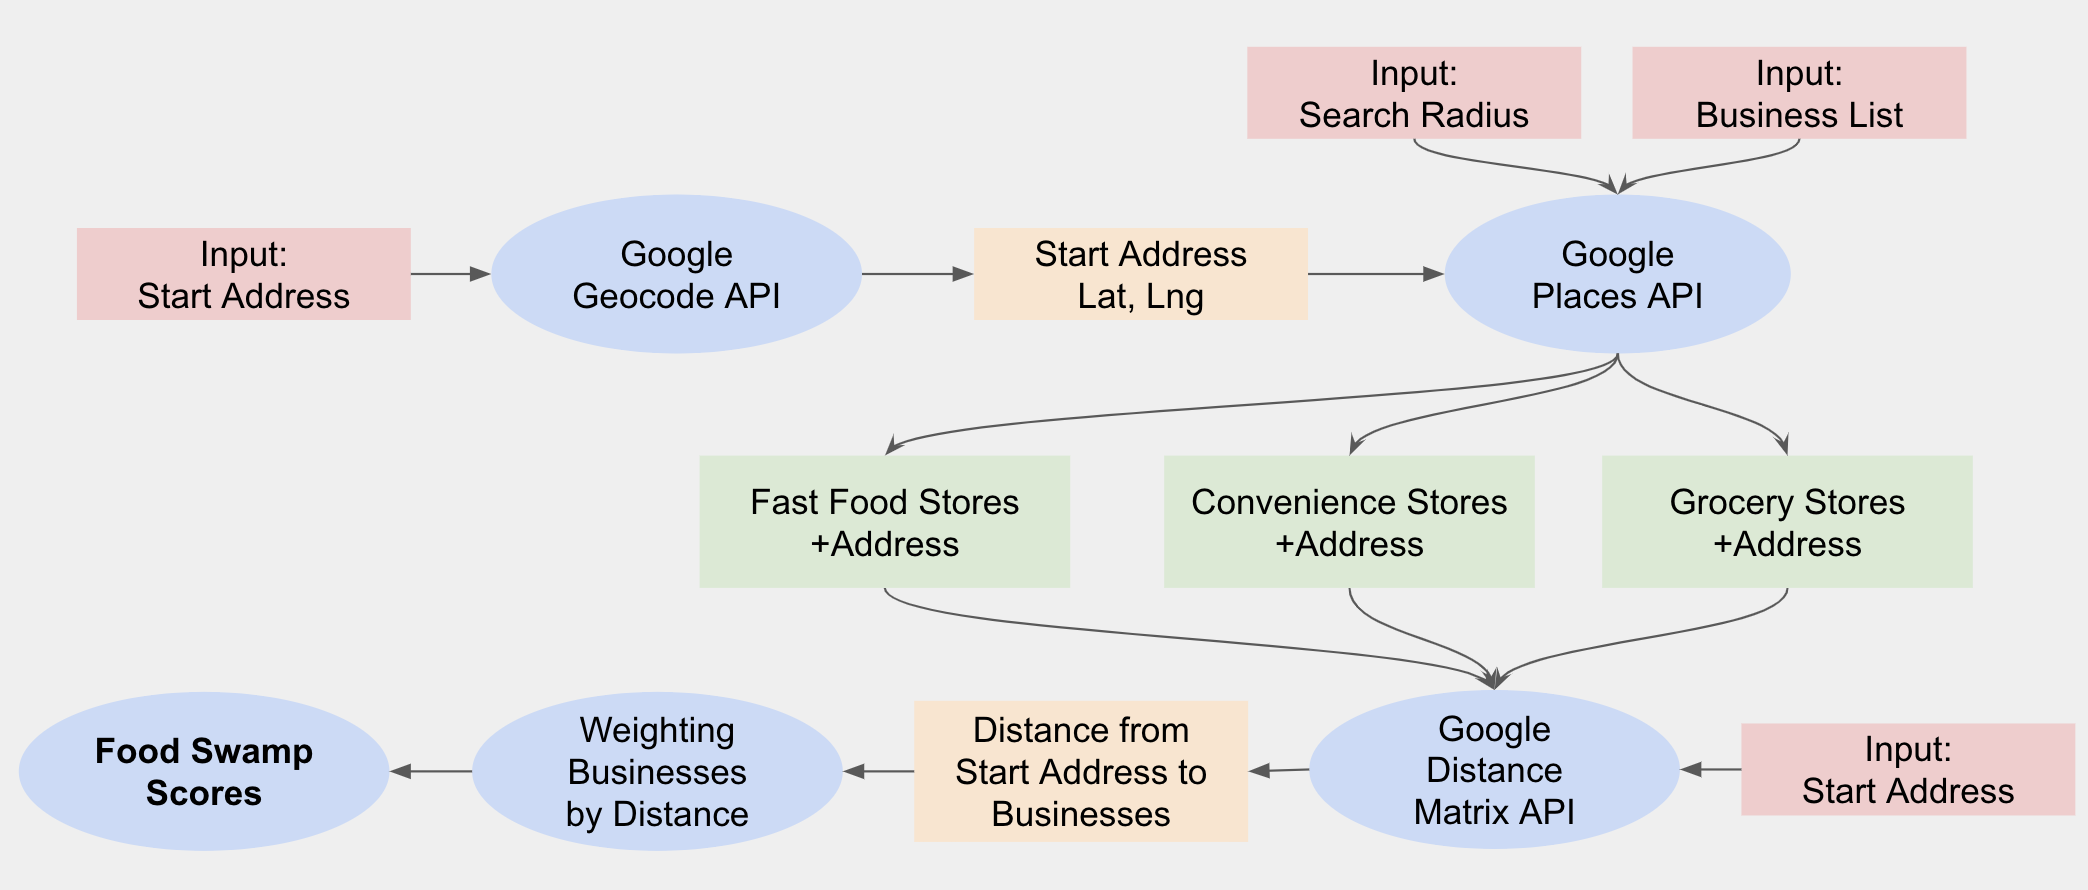 Input:
Search Radius
Input:
Business List
Input:
Start Address
Google
Geocode API
Start Address
Lat, Lng
Google
Places API
Fast Food Stores
+Address
Convenience Stores
+Address
Grocery Stores
+Address
Food Swamp
Scores
Weighting
Businesses
by Distance
Distance from
Start Address to
Businesses
Google
Distance
Matrix API
Input:
Start Address